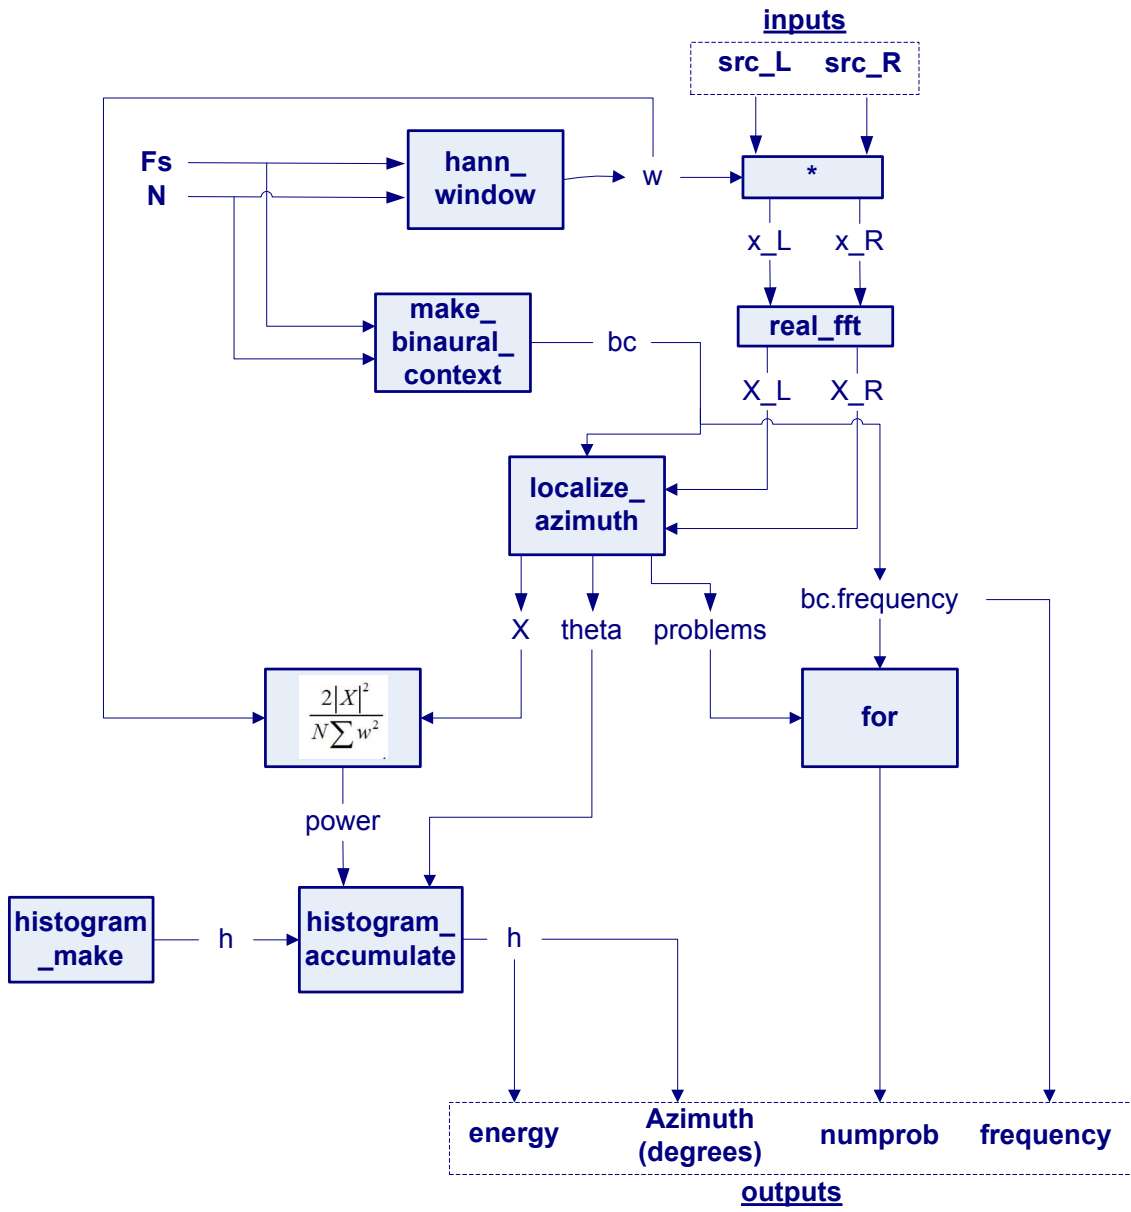 inputs
src_L src_R
Fs
N
hann_
window
w
*
x_L x_R
make_
binaural_
context
bc
real_fft
X_L X_R
localize_
azimuth
bc.frequency
X theta problems
2|X|²
N∑w²
.
for
power
histogram
_make
h
histogram_
accumulate
h
energy
Azimuth
(degrees)
numprob
frequency
outputs